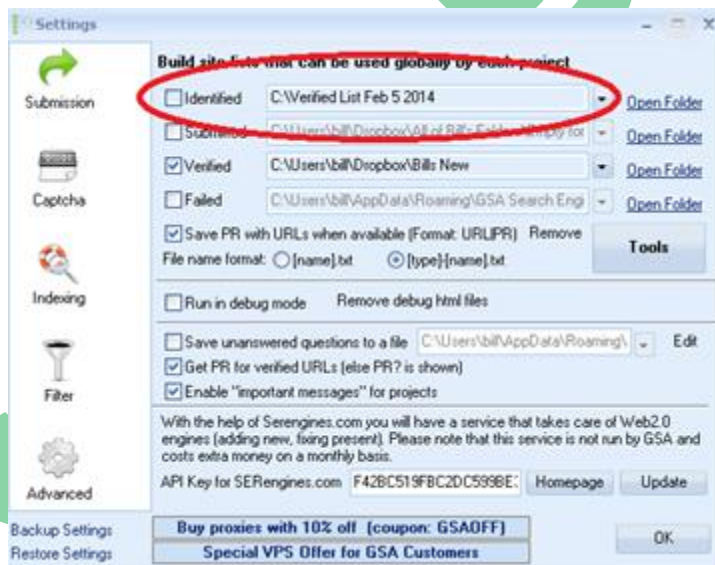 Settings
Build site lists that can be used globally by each project
Submission
Identified C:\Verified List Feb 5 2014 Open Folder
Submitted C:\Users\bill\Dropbox\All of Bill's Open Folder
Verified C:\Users\bill\Dropbox\Bills New Open Folder
Captcha
Failed C:\Users\bill\AppData\Roaming\GSA Search Engi Open Folder
Save PR with URLs when available (Format: URL|PR) Remove
Tools
File name format: [name].txt [type]-[name].txt
Indexing
Run in debug mode Remove debug html files
Save unanswered questions to a file C:\Users\bill\AppData\Roaming\ Edit
Get PR for verified URLs (else PR? is shown)
Filter
Enable "important messages" for projects
With the help of Serengines.com you will have a service that takes care of Web2.0
engines (adding new, fixing present). Please note that this service is not run by GSA and
costs extra money on a monthly basis.
API Key for SERengines.com F42BC519FBC2DC599BE Homepage Update
Advanced
Backup Settings
Buy proxies with 10% off (coupon: GSAOFF)
OK
Restore Settings
Special VPS Offer for GSA Customers